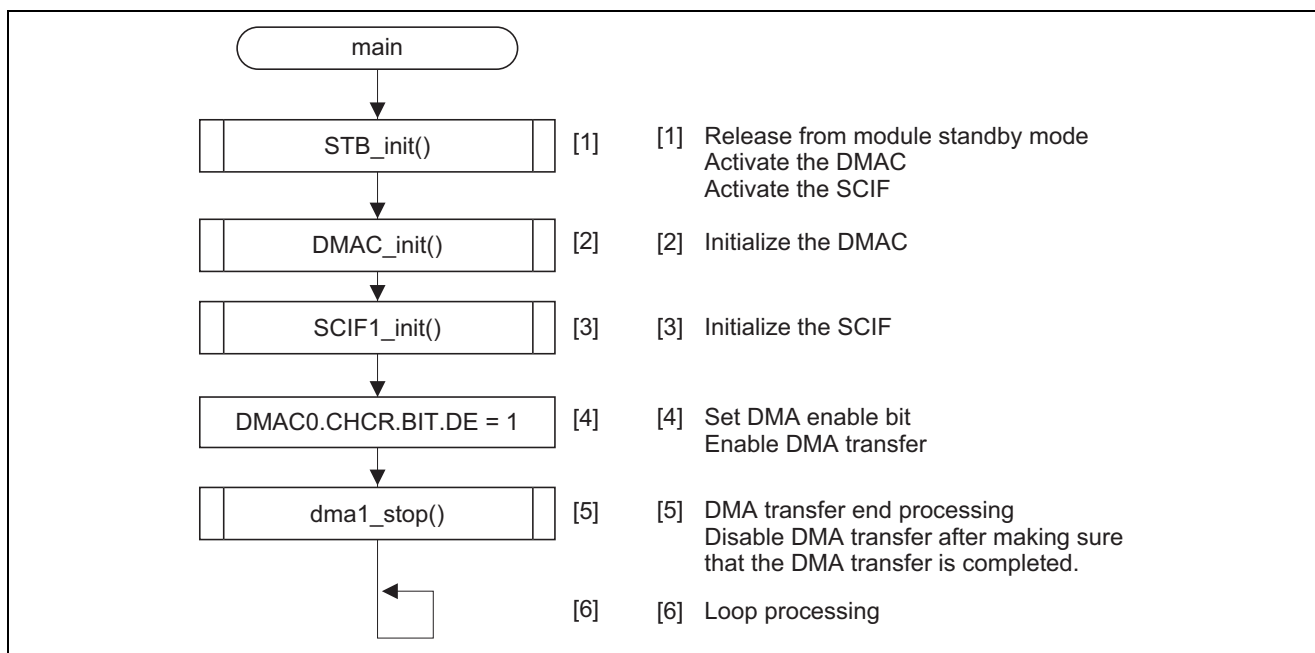 main
STB_init() [1] [1] Release from module standby mode
Activate the DMAC
Activate the SCIF
DMAC_init() [2] [2] Initialize the DMAC
SCIF1_init() [3] [3] Initialize the SCIF
DMAC0.CHCR.BIT.DE = 1 [4] [4] Set DMA enable bit
Enable DMA transfer
dma1_stop() [5] [5] DMA transfer end processing
Disable DMA transfer after making sure
that the DMA transfer is completed.
[6] [6] Loop processing